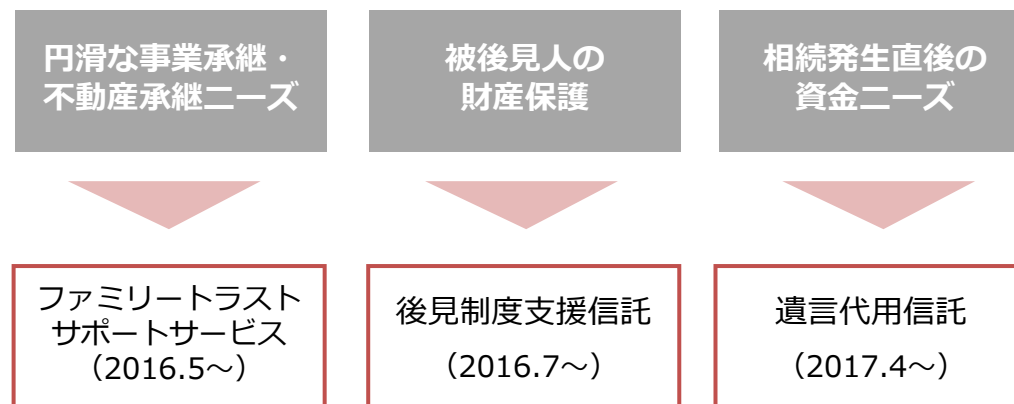 円滑な事業承継・
不動産承継ニーズ
被後見人の
財産保護
相続発生直後の
資金ニーズ
ファミリートラスト
サポートサービス
（2016.5～）
後見制度支援信託
（2016.7～）
遺言代用信託
（2017.4～）